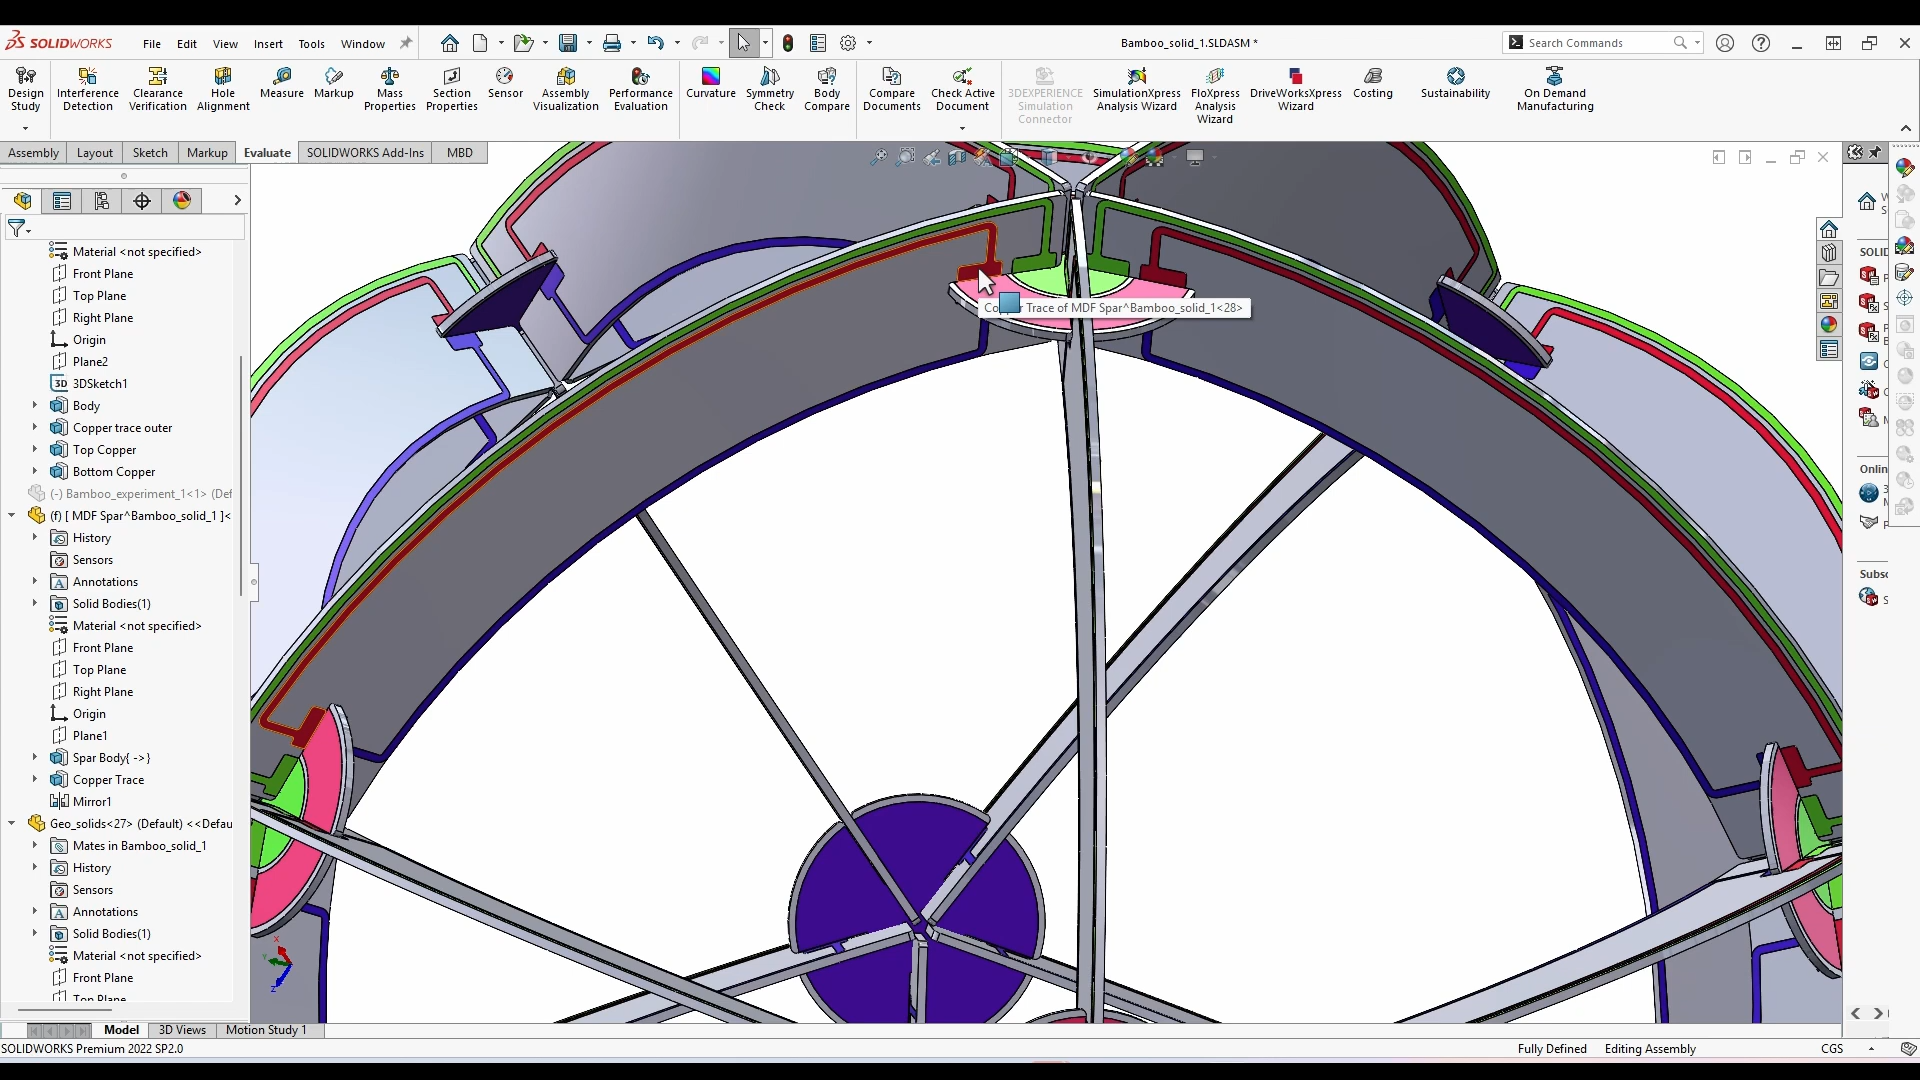 SOLIDWORKS
File Edit View Insert Tools Window
Bamboo_solid_1.SLDASM *
Search Commands
Design Study
Interference Detection
Clearance Verification
Hole Alignment
Measure
Markup
Mass Properties
Section Properties
Sensor
Assembly Visualization
Performance Evaluation
Curvature
Symmetry Check
Body Compare
Compare Documents
Check Active Document
3DEXPERIENCE Simulation Connector
SimulationXpress Analysis Wizard
FloXpress Analysis Wizard
DriveWorksXpress Wizard
Costing
Sustainability
On Demand Manufacturing
Assembly Layout Sketch Markup Evaluate SOLIDWORKS Add-Ins MBD
Material <not specified>
Front Plane
Top Plane
Right Plane
Origin
Plane2
3D 3DSketch1
Body
Copper trace outer
Top Copper
Bottom Copper
(-) Bamboo_experiment_1<1> (Def
(f) [ MDF Spar^Bamboo_solid_1 ]<
History
Sensors
Annotations
Solid Bodies(1)
Material <not specified>
Front Plane
Top Plane
Right Plane
Origin
Plane1
Spar Body{ ->}
Copper Trace
Mirror1
Geo_solids<27> (Default) <<Defau
Mates in Bamboo_solid_1
History
Sensors
Annotations
Solid Bodies(1)
Material <not specified>
Front Plane
Top Plane
Trace of MDF Spar^Bamboo_solid_1<28>
SOLID
Onlin
Subsc
Model 3D Views Motion Study 1
SOLIDWORKS Premium 2022 SP2.0
Fully Defined Editing Assembly CGS